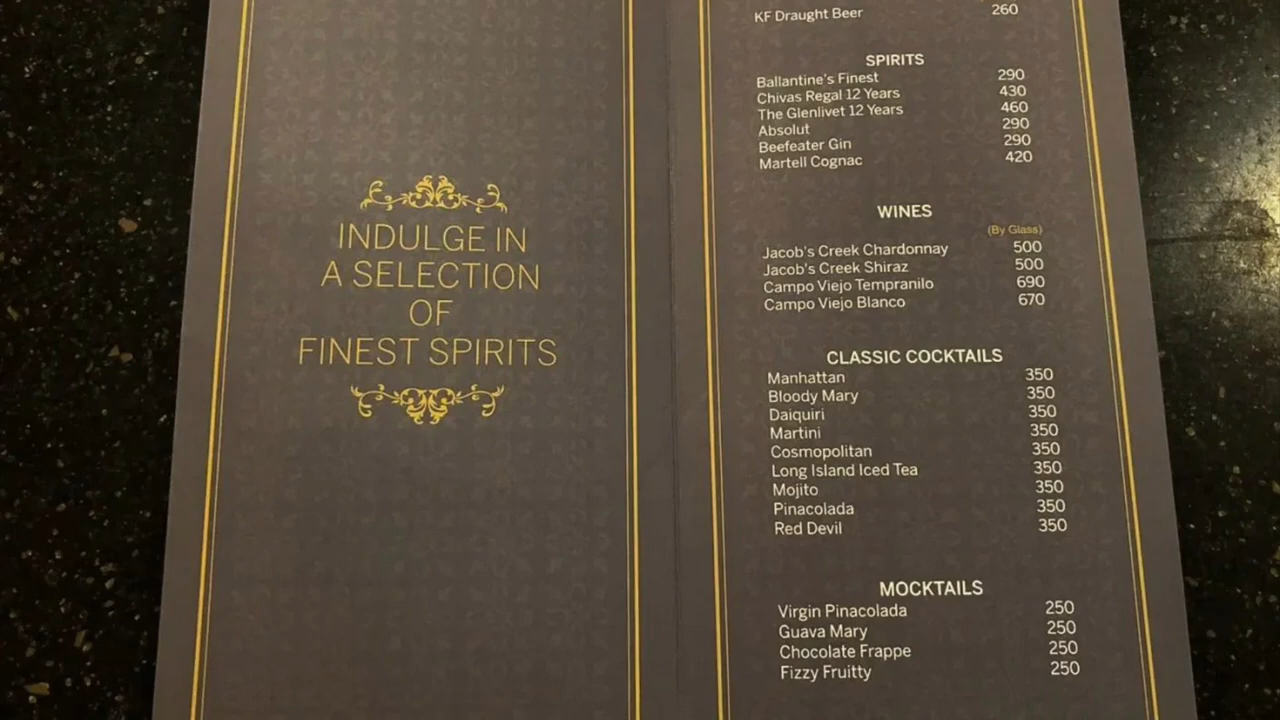 INDULGE IN
A SELECTION
OF
FINEST SPIRITS
KF Draught Beer 260
SPIRITS
Ballantine's Finest 290
Chivas Regal 12 Years 430
The Glenlivet 12 Years 460
Absolut 290
Beefeater Gin 290
Martell Cognac 420
WINES
(By Glass)
Jacob's Creek Chardonnay 500
Jacob's Creek Shiraz 500
Campo Viejo Tempranilo 690
Campo Viejo Blanco 670
CLASSIC COCKTAILS
Manhattan 350
Bloody Mary 350
Daiquiri 350
Martini 350
Cosmopolitan 350
Long Island Iced Tea 350
Mojito 350
Pinacolada 350
Red Devil 350
MOCKTAILS
Virgin Pinacolada 250
Guava Mary 250
Chocolate Frappe 250
Fizzy Fruitty 250